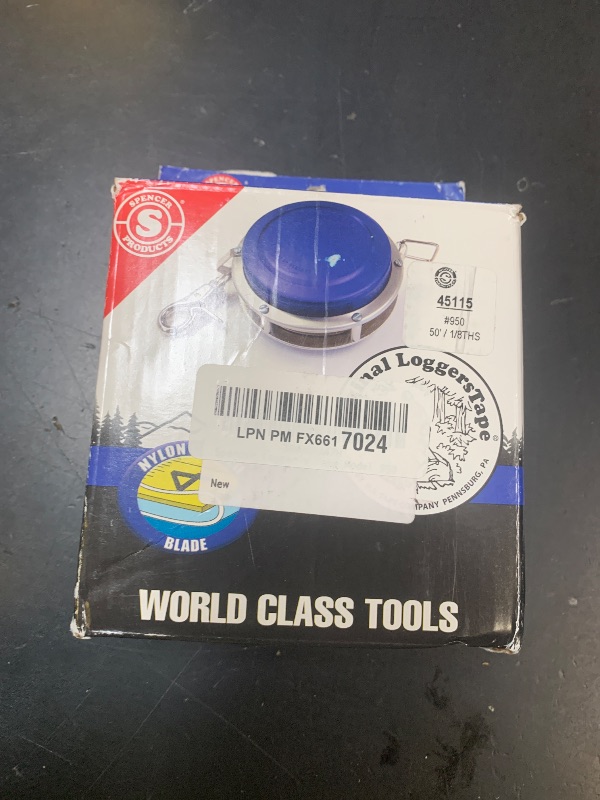 SPENCER
S
PRODUCTS
45115
#950
50' / 1/8THS
nal LoggersTape®
LPN PM FX6617024
New
NYLON
BLADE
PANY PENNSBURG, PA
WORLD CLASS TOOLS